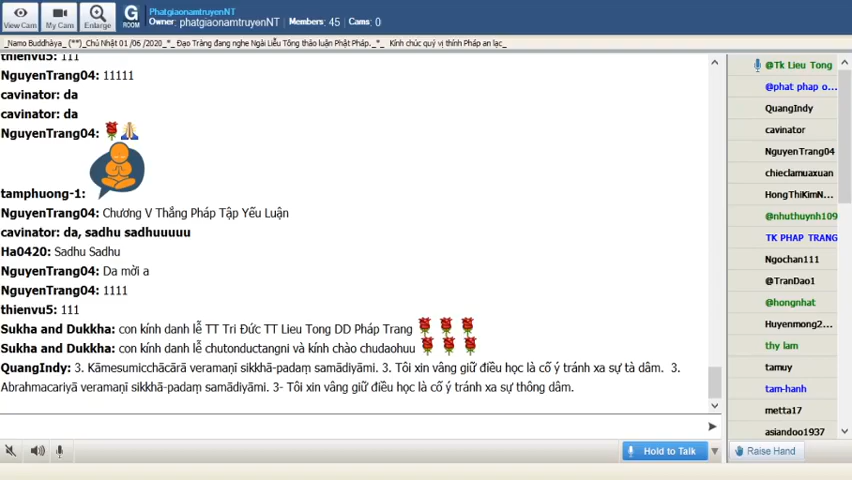 View Cam
My Cam
Enlarge
G
ROOM
PhatgiaonamtruyenNT
Owner: phatgiaonamtruyenNT | Members: 45 | Cams: 0
_Namo Buddhàya_ (**)_Chủ Nhật 01 /06 /2020_*_ Đạo Tràng đang nghe Ngài Liễu Tông thảo luận Phật Pháp._*_ Kính chúc quý vị thính Pháp an lạc_
thienvu5: 111
NguyenTrang04: 11111
cavinator: da
cavinator: da
NguyenTrang04:
tamphuong-1:
NguyenTrang04: Chương V Thắng Pháp Tập Yếu Luận
cavinator: da, sadhu sadhuuuuu
Ha0420: Sadhu Sadhu
NguyenTrang04: Da mời a
NguyenTrang04: 1111
thienvu5: 111
Sukha and Dukkha: con kính danh lễ TT Tri Đức TT Lieu Tong DD Pháp Trang
Sukha and Dukkha: con kính danh lễ chutonductangni và kính chào chudaohuu
QuangIndy: 3. Kāmesumicchācārā veramaṇī sikkhā-padaṃ samādiyāmi. 3. Tôi xin vâng giữ điều học là cố ý tránh xa sự tà dâm. 3.
Abrahmacariyā veramaṇī sikkhā-padaṃ samādiyāmi. 3- Tôi xin vâng giữ điều học là cố ý tránh xa sự thông dâm.
Hold to Talk
@Tk Lieu Tong
@phat phap o...
QuangIndy
cavinator
NguyenTrang04
chieclamuaxuan
HongThiKimN...
@nhuthuynh109
TK PHAP TRANG
Ngochan111
@TranDao1
@hongnhat
Huyenmong2...
thy lam
tamuy
tam-hanh
metta17
asiandoo1937
Raise Hand